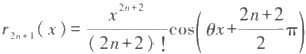 r_{2n+1}(x) = \frac{x^{2n+2}}{(2n+2)!} \cos\left(\theta x + \frac{2n+2}{2}\pi\right)